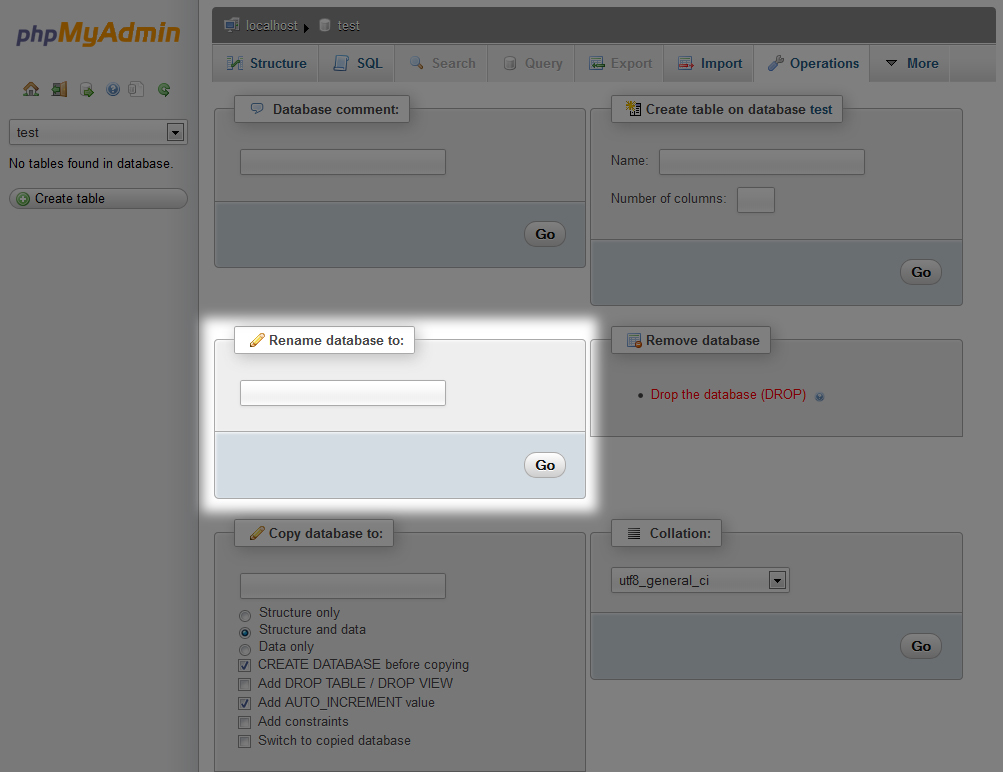 phpMyAdmin
test
No tables found in database.
Create table
localhost test
Structure SQL Search Query Export Import Operations More
Database comment:
Go
Create table on database test
Name:
Number of columns:
Go
Rename database to:
Go
Remove database
Drop the database (DROP)
Copy database to:
Structure only
Structure and data
Data only
CREATE DATABASE before copying
Add DROP TABLE / DROP VIEW
Add AUTO_INCREMENT value
Add constraints
Switch to copied database
Collation:
utf8_general_ci
Go